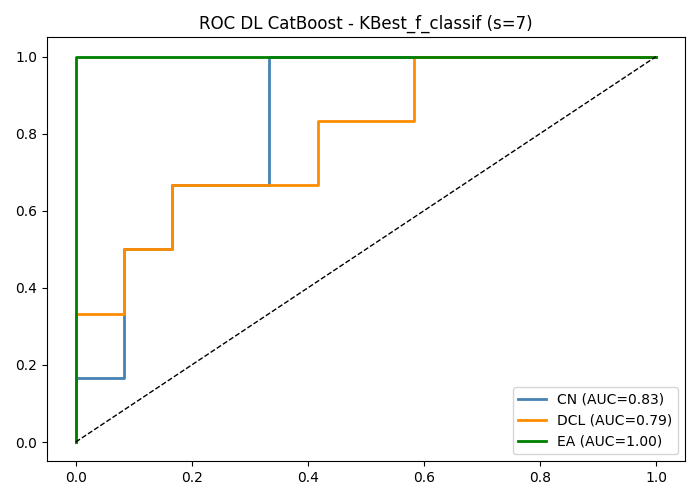 ROC DL CatBoost - KBest_f_classif (s=7)
1.0
0.8
0.6
0.4
0.2
0.0
0.0 0.2 0.4 0.6 0.8 1.0
CN (AUC=0.83)
DCL (AUC=0.79)
EA (AUC=1.00)